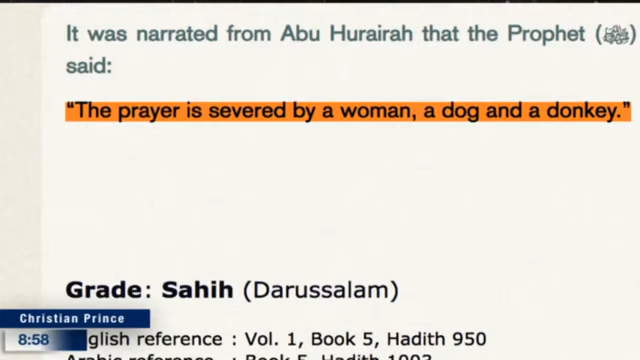 It was narrated from Abu Hurairah that the Prophet (ﷺ)
said:
“The prayer is severed by a woman, a dog and a donkey.”
Grade: Sahih (Darussalam)
Christian Prince
8:58
glish reference : Vol. 1, Book 5, Hadith 950
Arabic reference : Book 5, Hadith 1003